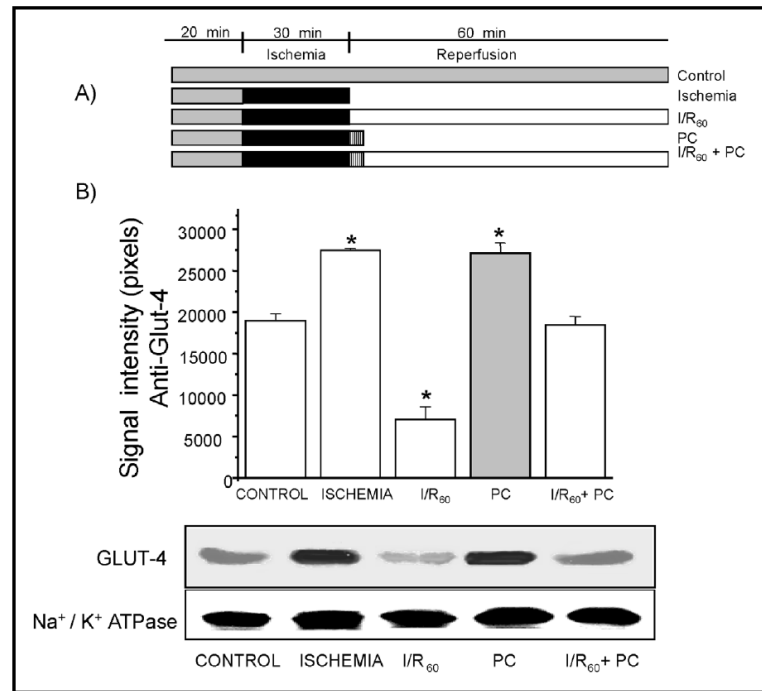 20 min 30 min 60 min
Ischemia Reperfusion
A)
Control
Ischemia
I/R₆₀
PC
I/R₆₀ + PC
B)
Signal intensity (pixels)
Anti-Glut-4
30000
25000
20000
15000
10000
5000
0
* * *
CONTROL ISCHEMIA I/R₆₀ PC I/R₆₀+ PC
GLUT-4
Na⁺ / K⁺ ATPase
CONTROL ISCHEMIA I/R₆₀ PC I/R₆₀+ PC